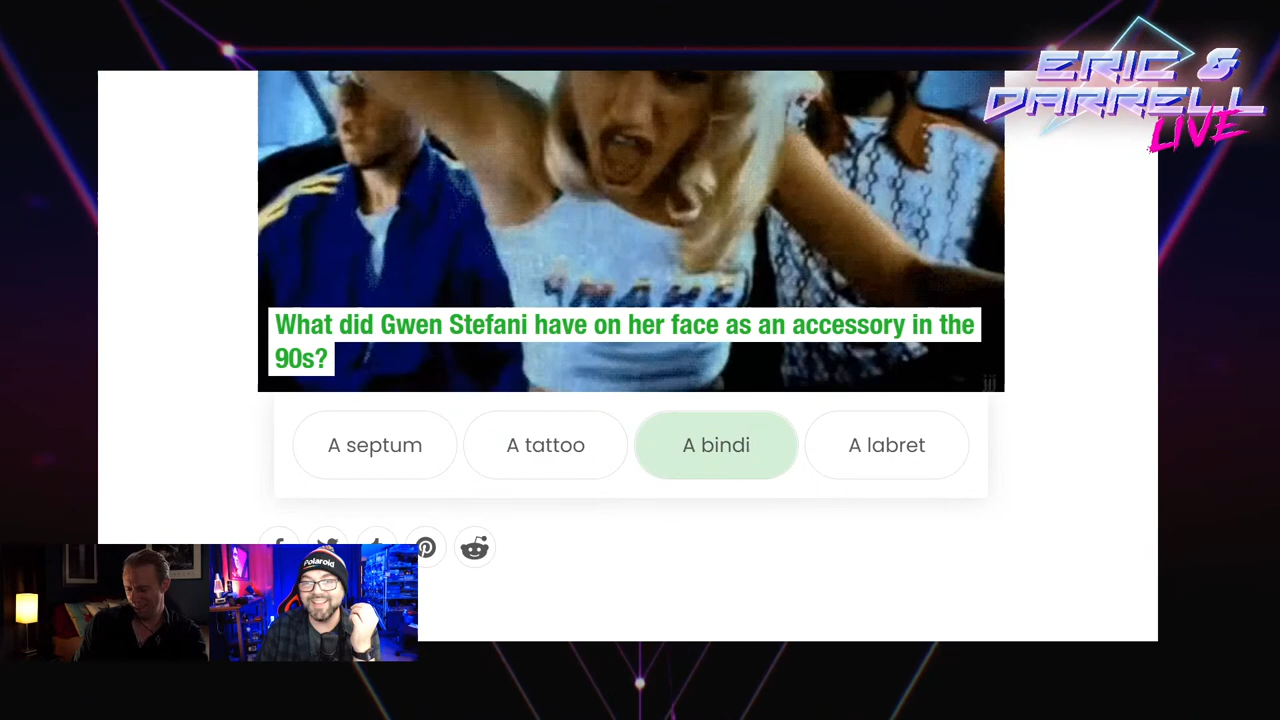 ERIC &
DARRELL
LIVE
What did Gwen Stefani have on her face as an accessory in the
90s?
A septum
A tattoo
A bindi
A labret
Polaroid